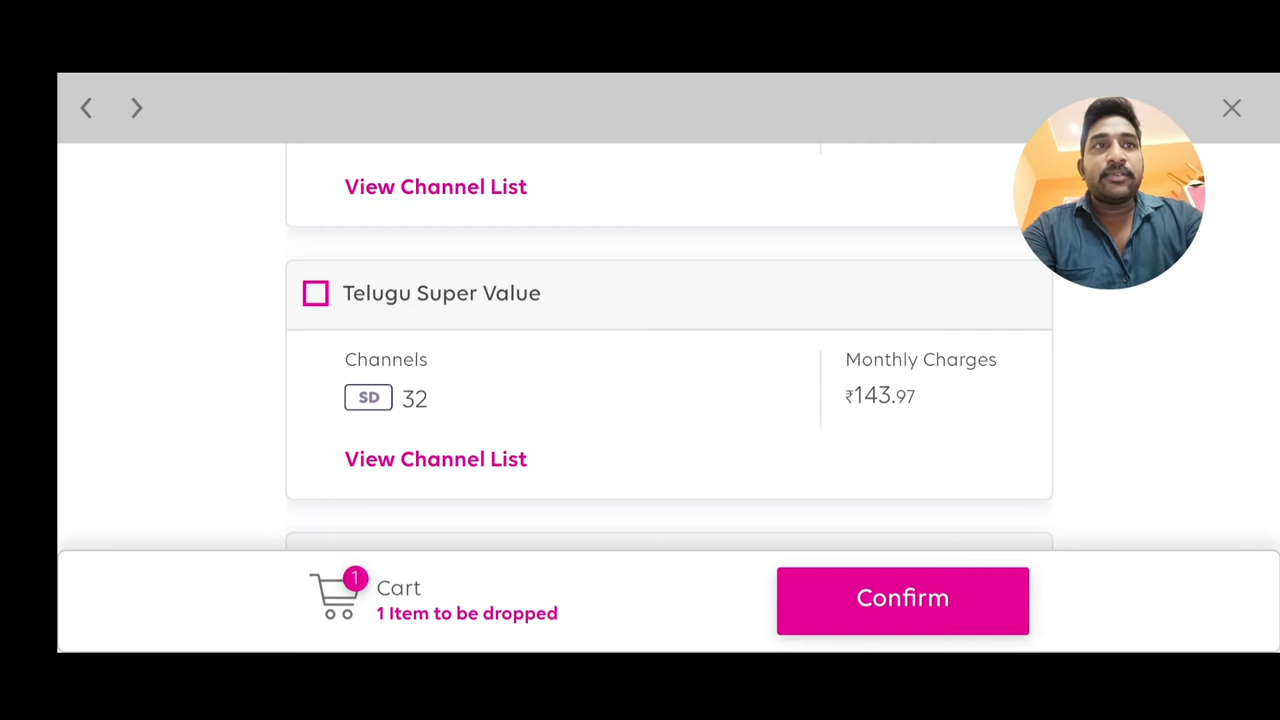 View Channel List
Telugu Super Value
Channels
Monthly Charges
SD 32
₹143.97
View Channel List
1
Cart
1 Item to be dropped
Confirm